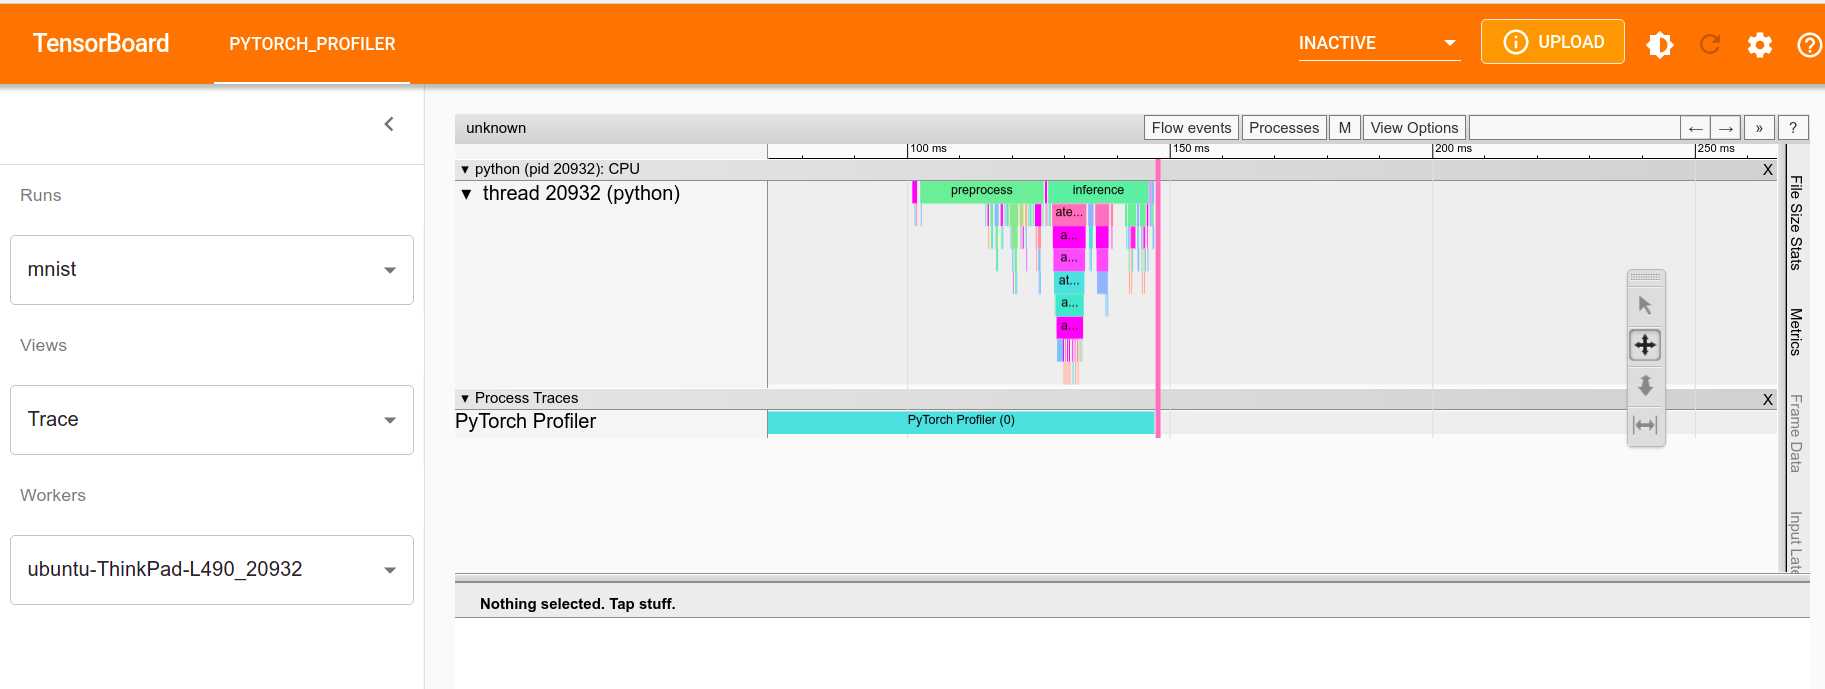 TensorBoard PYTORCH_PROFILER INACTIVE UPLOAD
unknown Flow events Processes M View Options ← → » ?
100 ms 150 ms 200 ms 250 ms
python (pid 20932): CPU X
thread 20932 (python)
preprocess inference
ate...
a...
a...
at...
a...
a...
Process Traces X
PyTorch Profiler PyTorch Profiler (0)
Runs
mnist
Views
Trace
Workers
ubuntu-ThinkPad-L490_20932
File Size Stats
Metrics
Frame Data
Input Late
Nothing selected. Tap stuff.